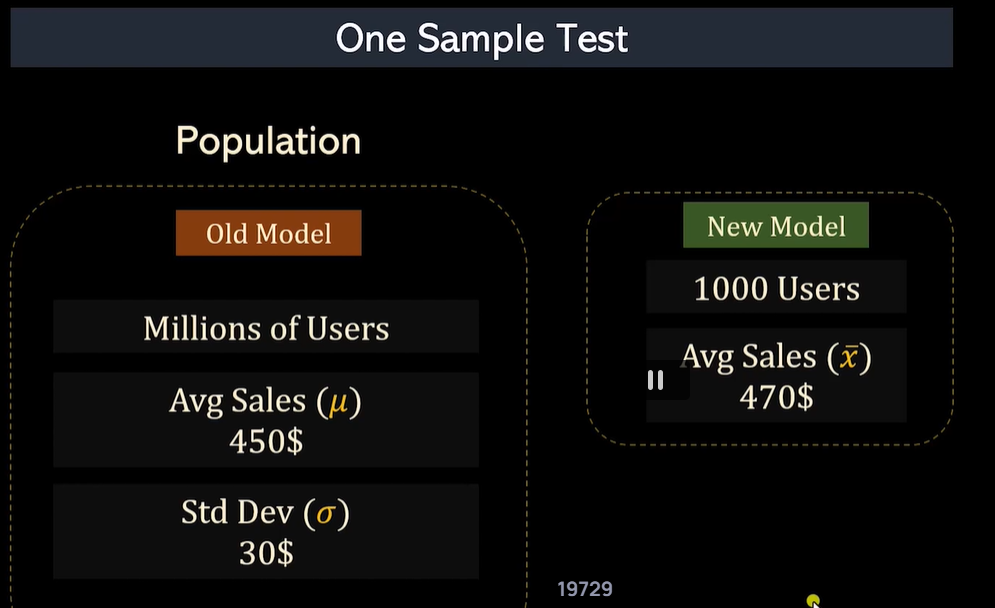 One Sample Test
Population
Old Model
Millions of Users
Avg Sales (μ)
450$
Std Dev (σ)
30$
New Model
1000 Users
Avg Sales (x̄)
470$
19729